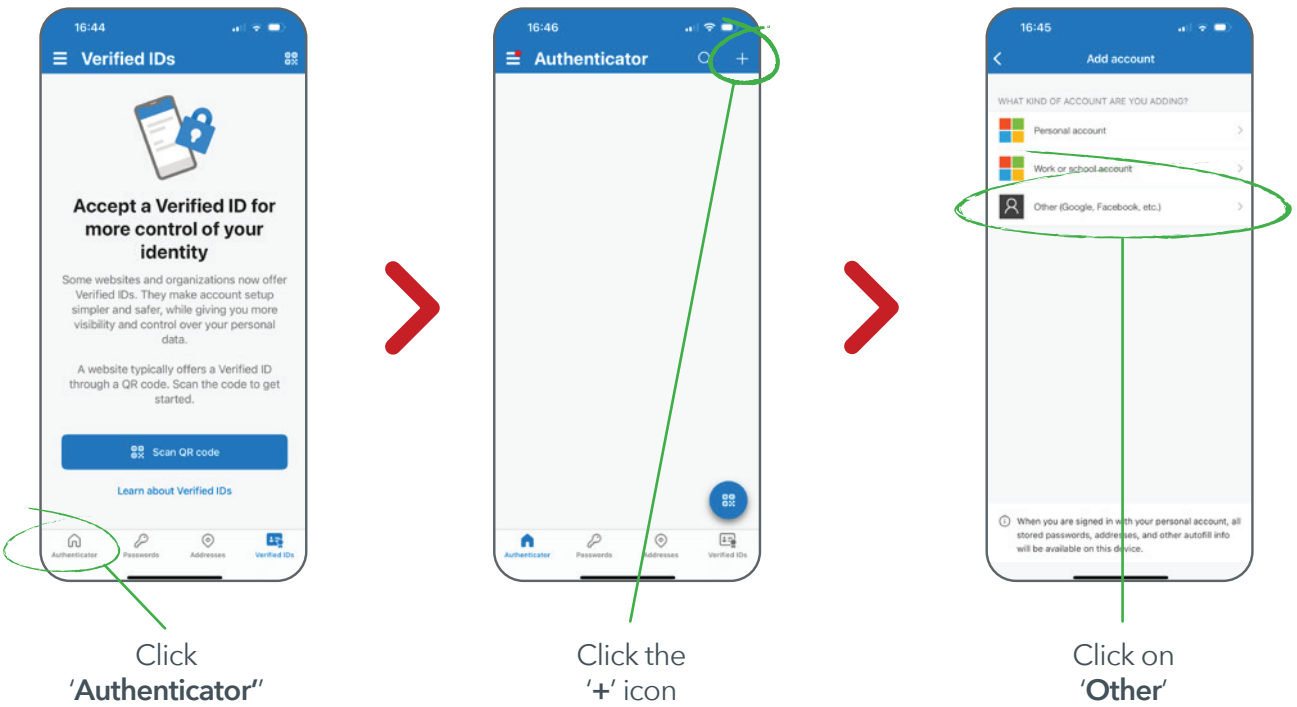 16:44
Verified IDs
Accept a Verified ID for
more control of your
identity
Some websites and organizations now offer
Verified IDs. They make account setup
simpler and safer, while giving you more
visibility and control over your personal
data.
A website typically offers a Verified ID
through a QR code. Scan the code to get
started.
Scan QR code
Learn about Verified IDs
Authenticator Passwords Addresses Verified IDs
Click
‘Authenticator’'
16:46
Authenticator
Authenticator Passwords Addresses Verified IDs
Click the
‘+’ icon
16:45
Add account
WHAT KIND OF ACCOUNT ARE YOU ADDING?
Personal account
Work or school account
Other (Google, Facebook, etc.)
When you are signed in with your personal account, all
stored passwords, addresses, and other autofill info
will be available on this device.
Click on
‘Other’